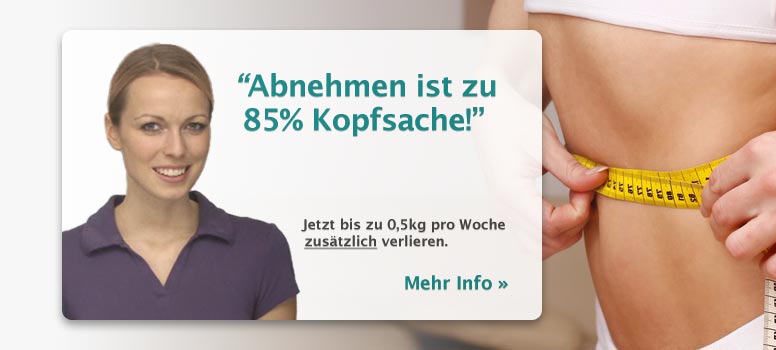 “Abnehmen ist zu
85% Kopfsache!”
Jetzt bis zu 0,5kg pro Woche
zusätzlich verlieren.
Mehr Info »